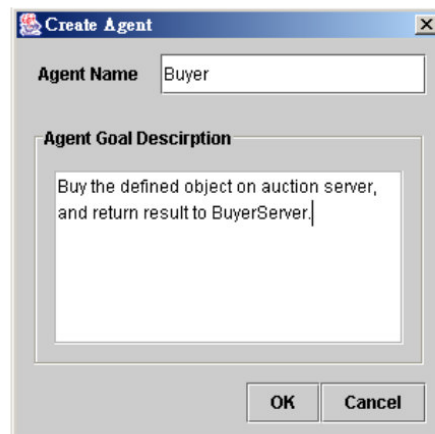 Create Agent
Agent Name Buyer
Agent Goal Descirption
Buy the defined object on auction server,
and return result to BuyerServer.
OK Cancel